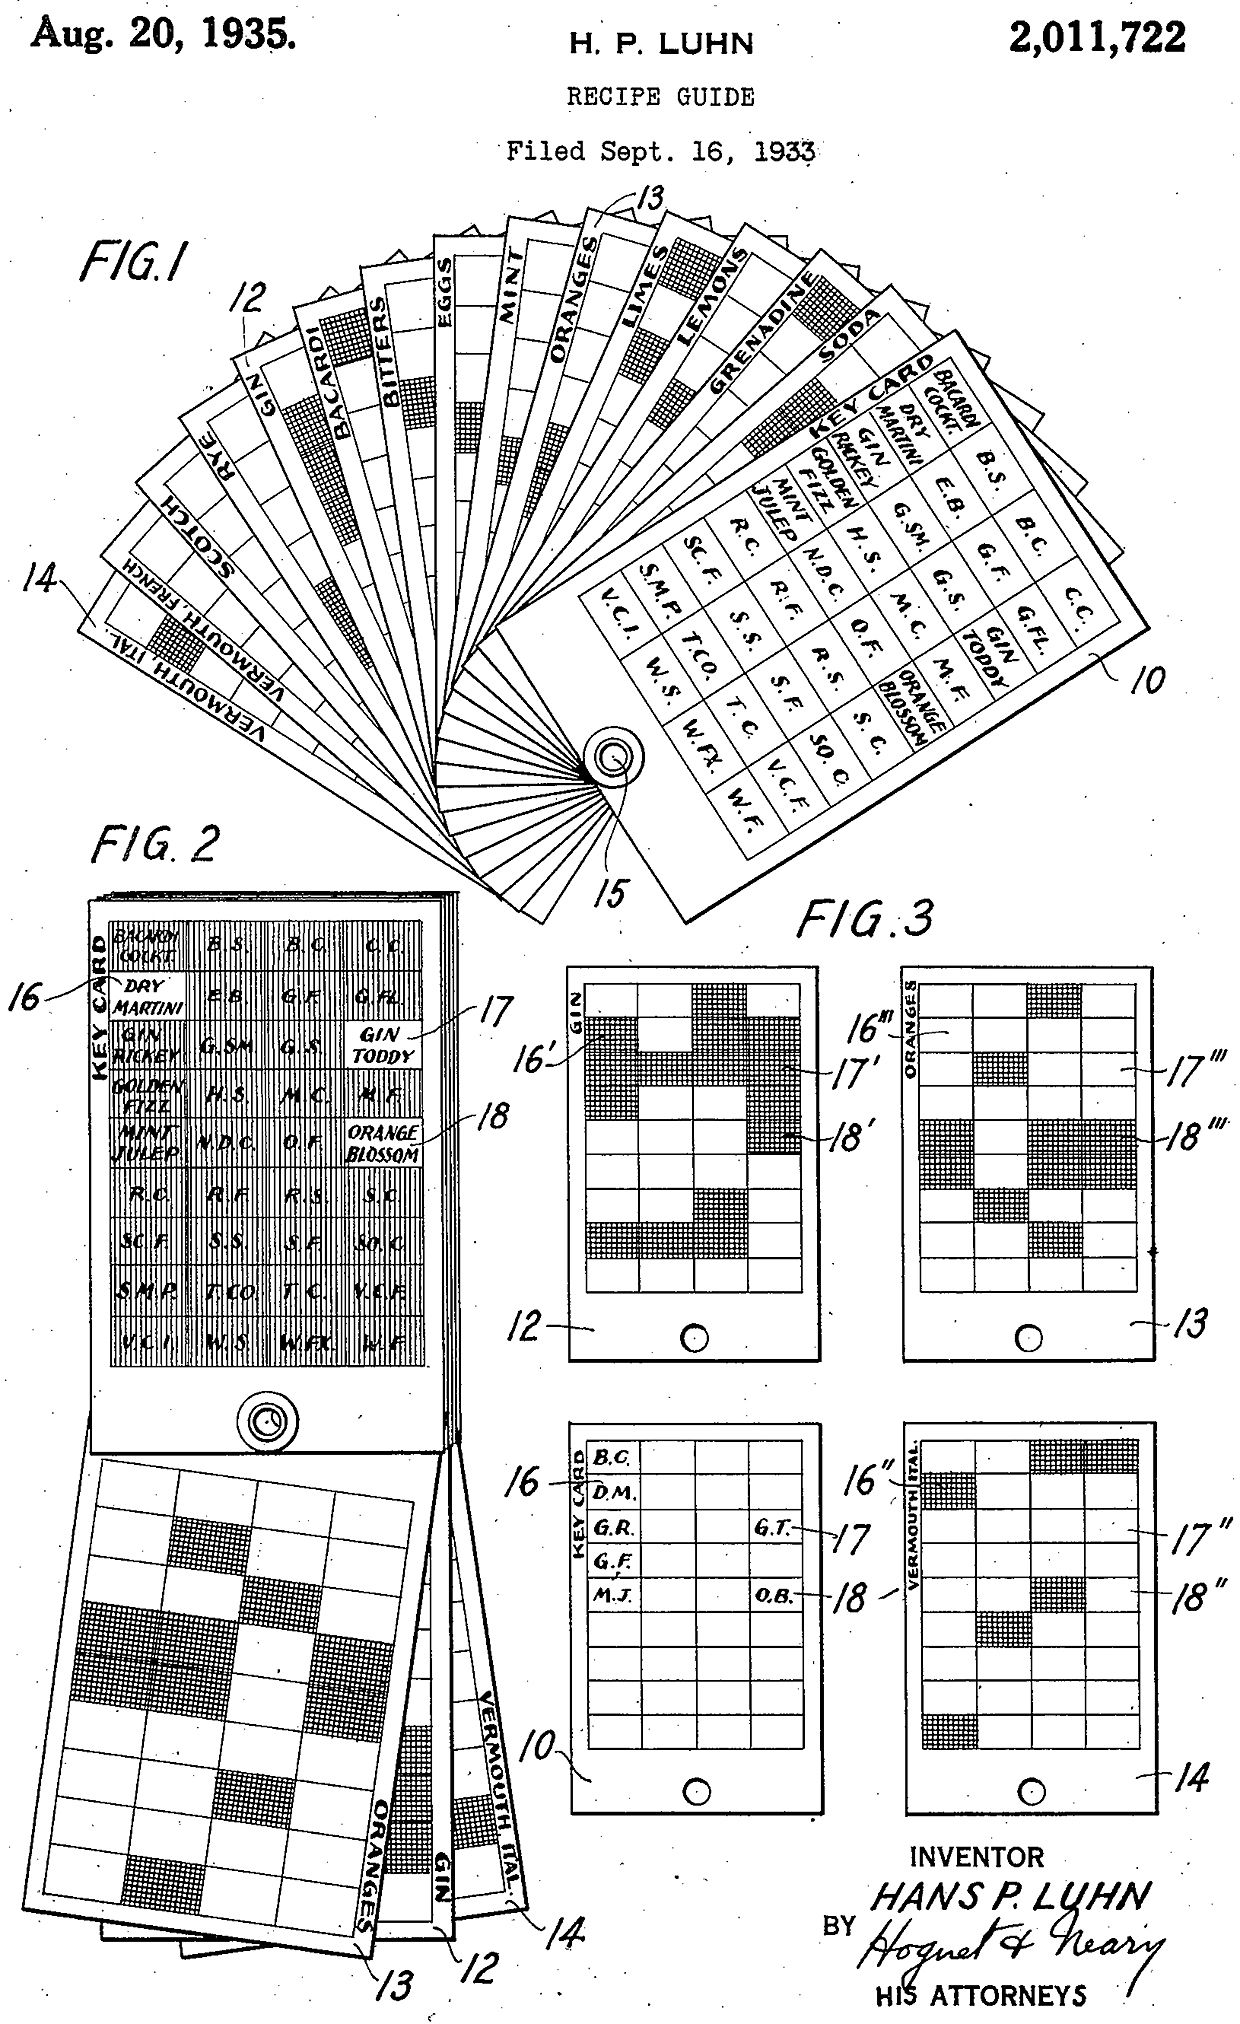 Aug. 20, 1935.
H. P. LUHN
2,011,722
RECIPE GUIDE
Filed Sept. 16, 1933
FIG.1
13
12
14
VERMOUTH, ITAL.
VERMOUTH, FRENCH
SCOTCH
RYE
GIN
BACARDI
BITTERS
EGGS
MINT
ORANGES
LIMES
LEMONS
GRENADINE
SODA
KEY CARD
BACARDI COCKT.
B.S.
B.C.
C.C.
DRY MARTINI
E.B.
G.F.
G.FL.
GIN RICKEY
G.SM.
G.S.
GIN TODDY
GOLDEN FIZZ
H.S.
M.C.
M.F.
MINT JULEP
N.D.C.
O.F.
ORANGE BLOSSOM
R.C.
R.F.
R.S.
S.C.
SC.F.
S.S.
S.F.
SO.C.
S.M.P.
T.CO.
T.C.
V.C.F.
V.C.I.
W.S.
W.FX.
W.F.
10
15
FIG. 2
KEY CARD
BACARDI COCKT.
B.S.
B.C.
C.C.
16
DRY MARTINI
E.B.
G.F.
G.FL.
GIN RICKEY
G.SM.
G.S.
GIN TODDY
17
GOLDEN FIZZ
H.S.
M.C.
M.F.
MINT JULEP
N.D.C.
O.F.
ORANGE BLOSSOM
18
R.C.
R.F.
R.S.
S.C.
SC.F.
S.S.
S.F.
SO.C.
S.M.P.
T.CO.
T.C.
V.C.F.
V.C.I.
W.S.
W.FX.
W.F.
ORANGES
GIN
VERMOUTH, ITAL.
13
12
14
FIG.3
GIN
16'
17'
18'
12
ORANGES
16'''
17'''
18'''
13
KEY CARD
B.C.
16
D.M.
G.R.
G.T.
17
G.F.
M.J.
O.B.
18
10
VERMOUTH ITAL.
16"
17"
18"
14
INVENTOR
HANS P. LUHN
BY
Hoguet & Neary
HIS ATTORNEYS